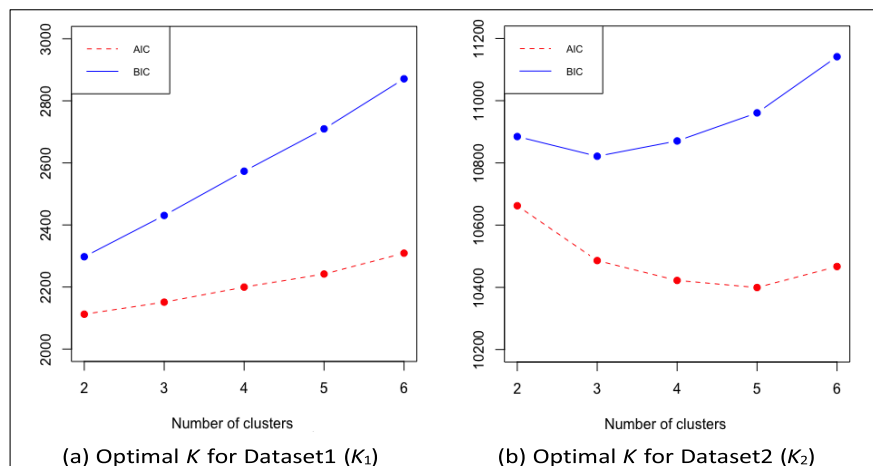 AIC
BIC
3000
2800
2600
2400
2200
2000
2 3 4 5 6
Number of clusters
(a) Optimal K for Dataset1 (K₁)
AIC
BIC
11200
11000
10800
10600
10400
10200
2 3 4 5 6
Number of clusters
(b) Optimal K for Dataset2 (K₂)